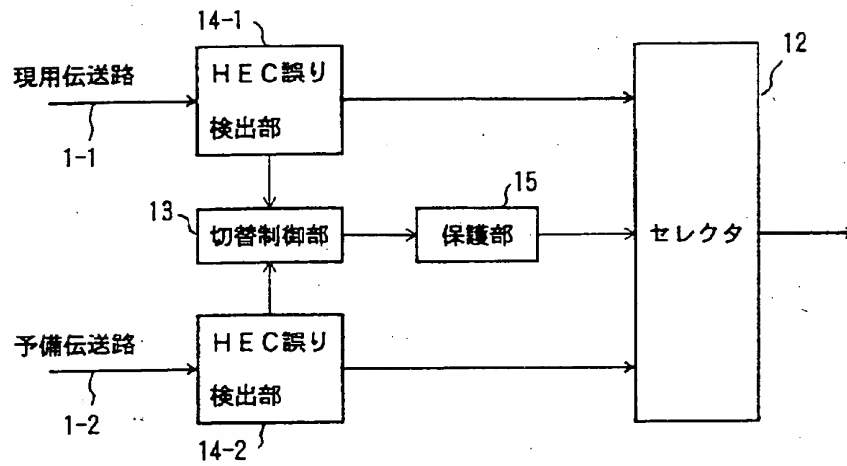 14-1
ＨＥＣ誤り
検出部
現用伝送路
1-1
12
13
切替制御部
15
保護部
セレクタ
予備伝送路
1-2
ＨＥＣ誤り
検出部
14-2